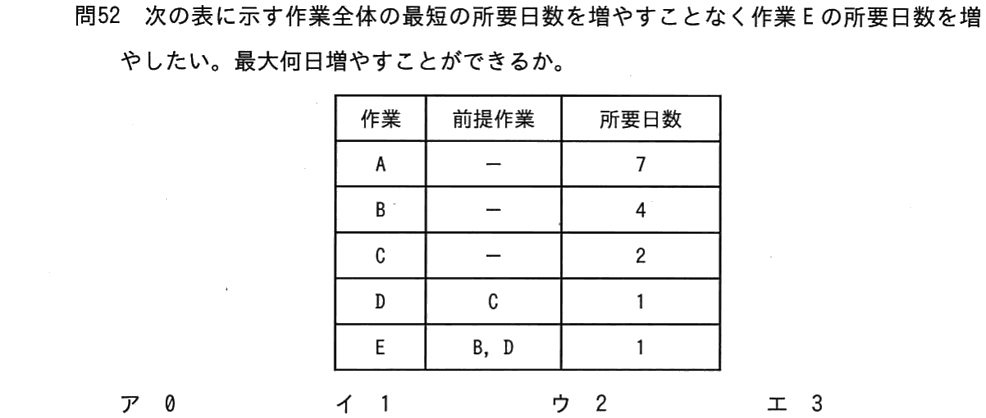 問52 次の表に示す作業全体の最短の所要日数を増やすことなく作業Eの所要日数を増
やしたい。最大何日増やすことができるか。
作業 前提作業 所要日数
A － 7
B － 4
C － 2
D C 1
E B, D 1
ア 0 イ 1 ウ 2 エ 3